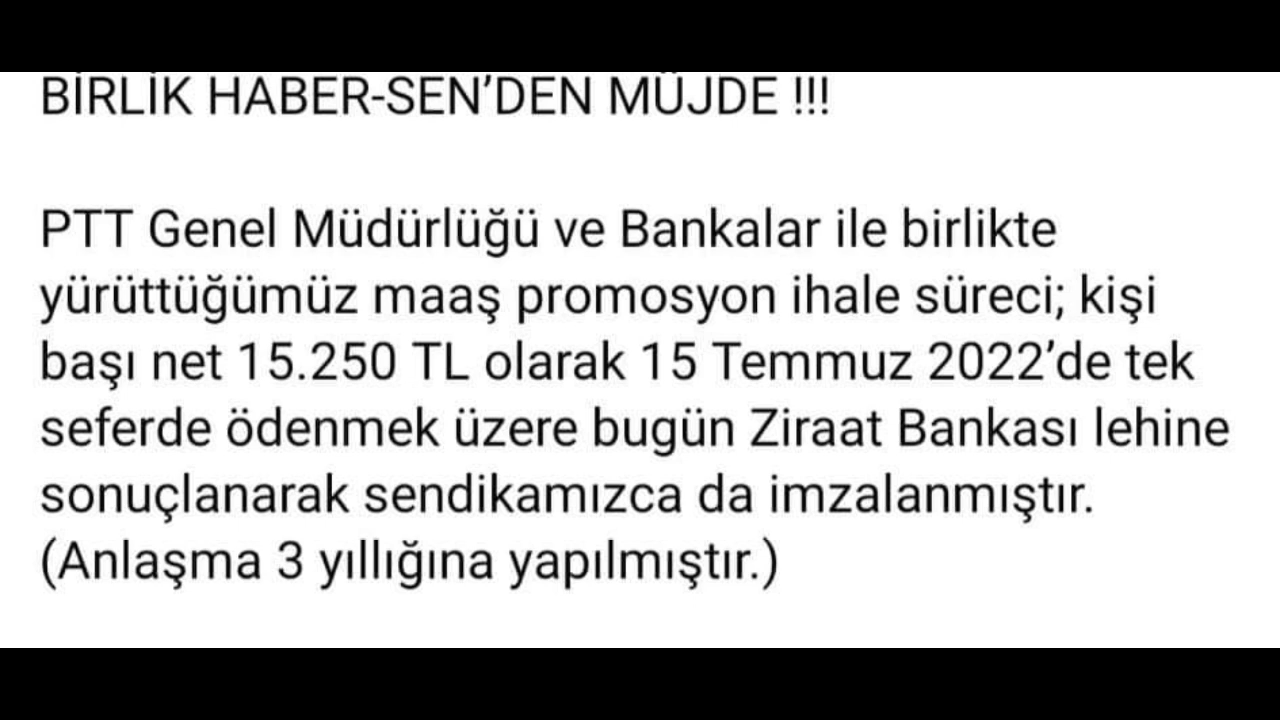 BİRLİK HABER-SEN’DEN MÜJDE !!!
PTT Genel Müdürlüğü ve Bankalar ile birlikte
yürüttüğümüz maaş promosyon ihale süreci; kişi
başı net 15.250 TL olarak 15 Temmuz 2022’de tek
seferde ödenmek üzere bugün Ziraat Bankası lehine
sonuçlanarak sendikamızca da imzalanmıştır.
(Anlaşma 3 yıllığına yapılmıştır.)